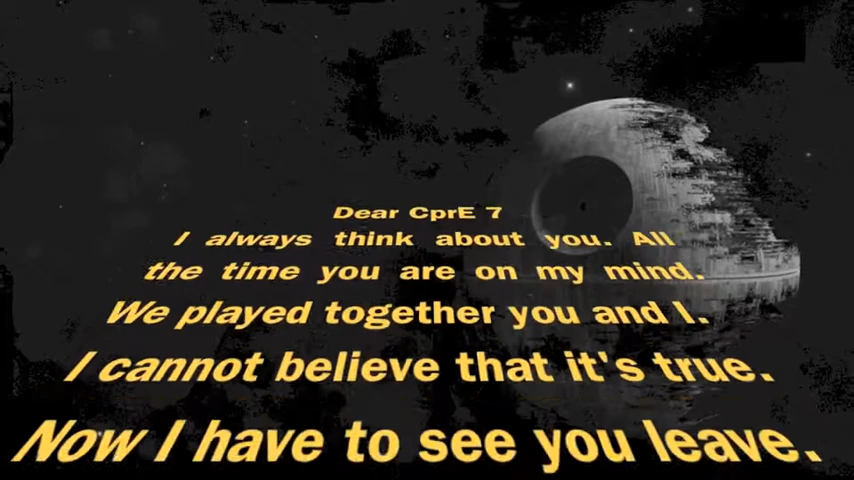 Dear CprE 7
I always think about you. All
the time you are on my mind.
We played together you and I.
I cannot believe that it's true.
Now I have to see you leave.